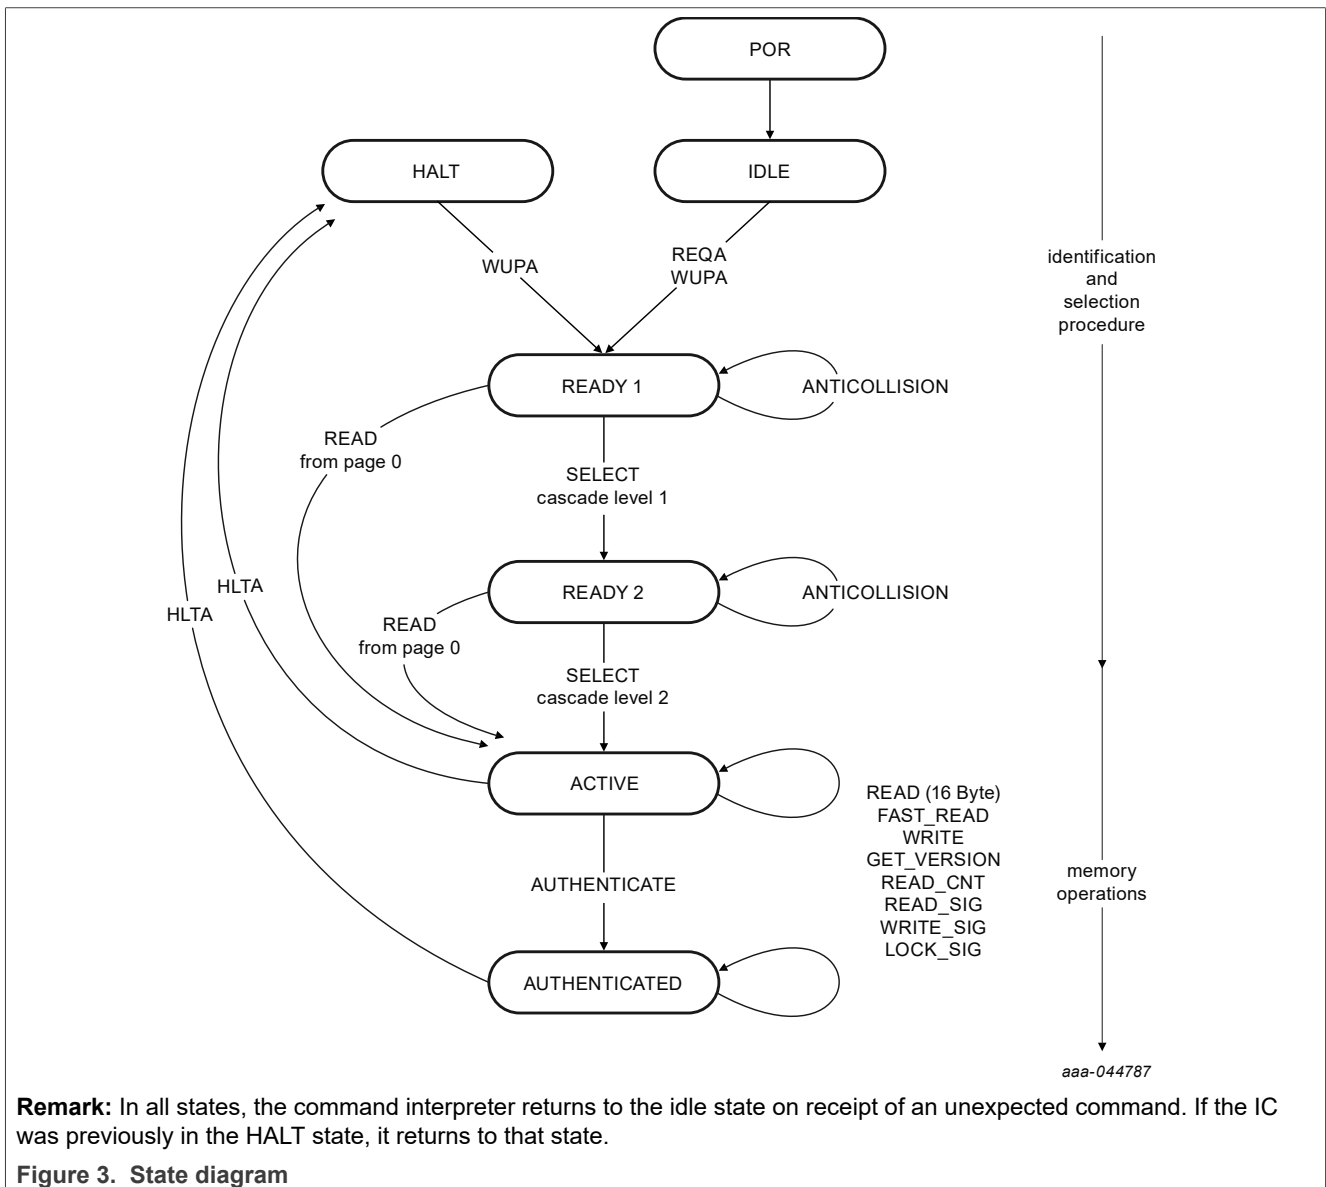 POR
HALT
IDLE
WUPA
REQA
WUPA
identification
and
selection
procedure
READY 1
ANTICOLLISION
READ
from page 0
SELECT
cascade level 1
HLTA
HLTA
READY 2
ANTICOLLISION
READ
from page 0
SELECT
cascade level 2
ACTIVE
READ (16 Byte)
FAST_READ
WRITE
GET_VERSION
READ_CNT
READ_SIG
WRITE_SIG
LOCK_SIG
memory
operations
AUTHENTICATE
AUTHENTICATED
aaa-044787
Remark: In all states, the command interpreter returns to the idle state on receipt of an unexpected command. If the IC
was previously in the HALT state, it returns to that state.
Figure 3. State diagram